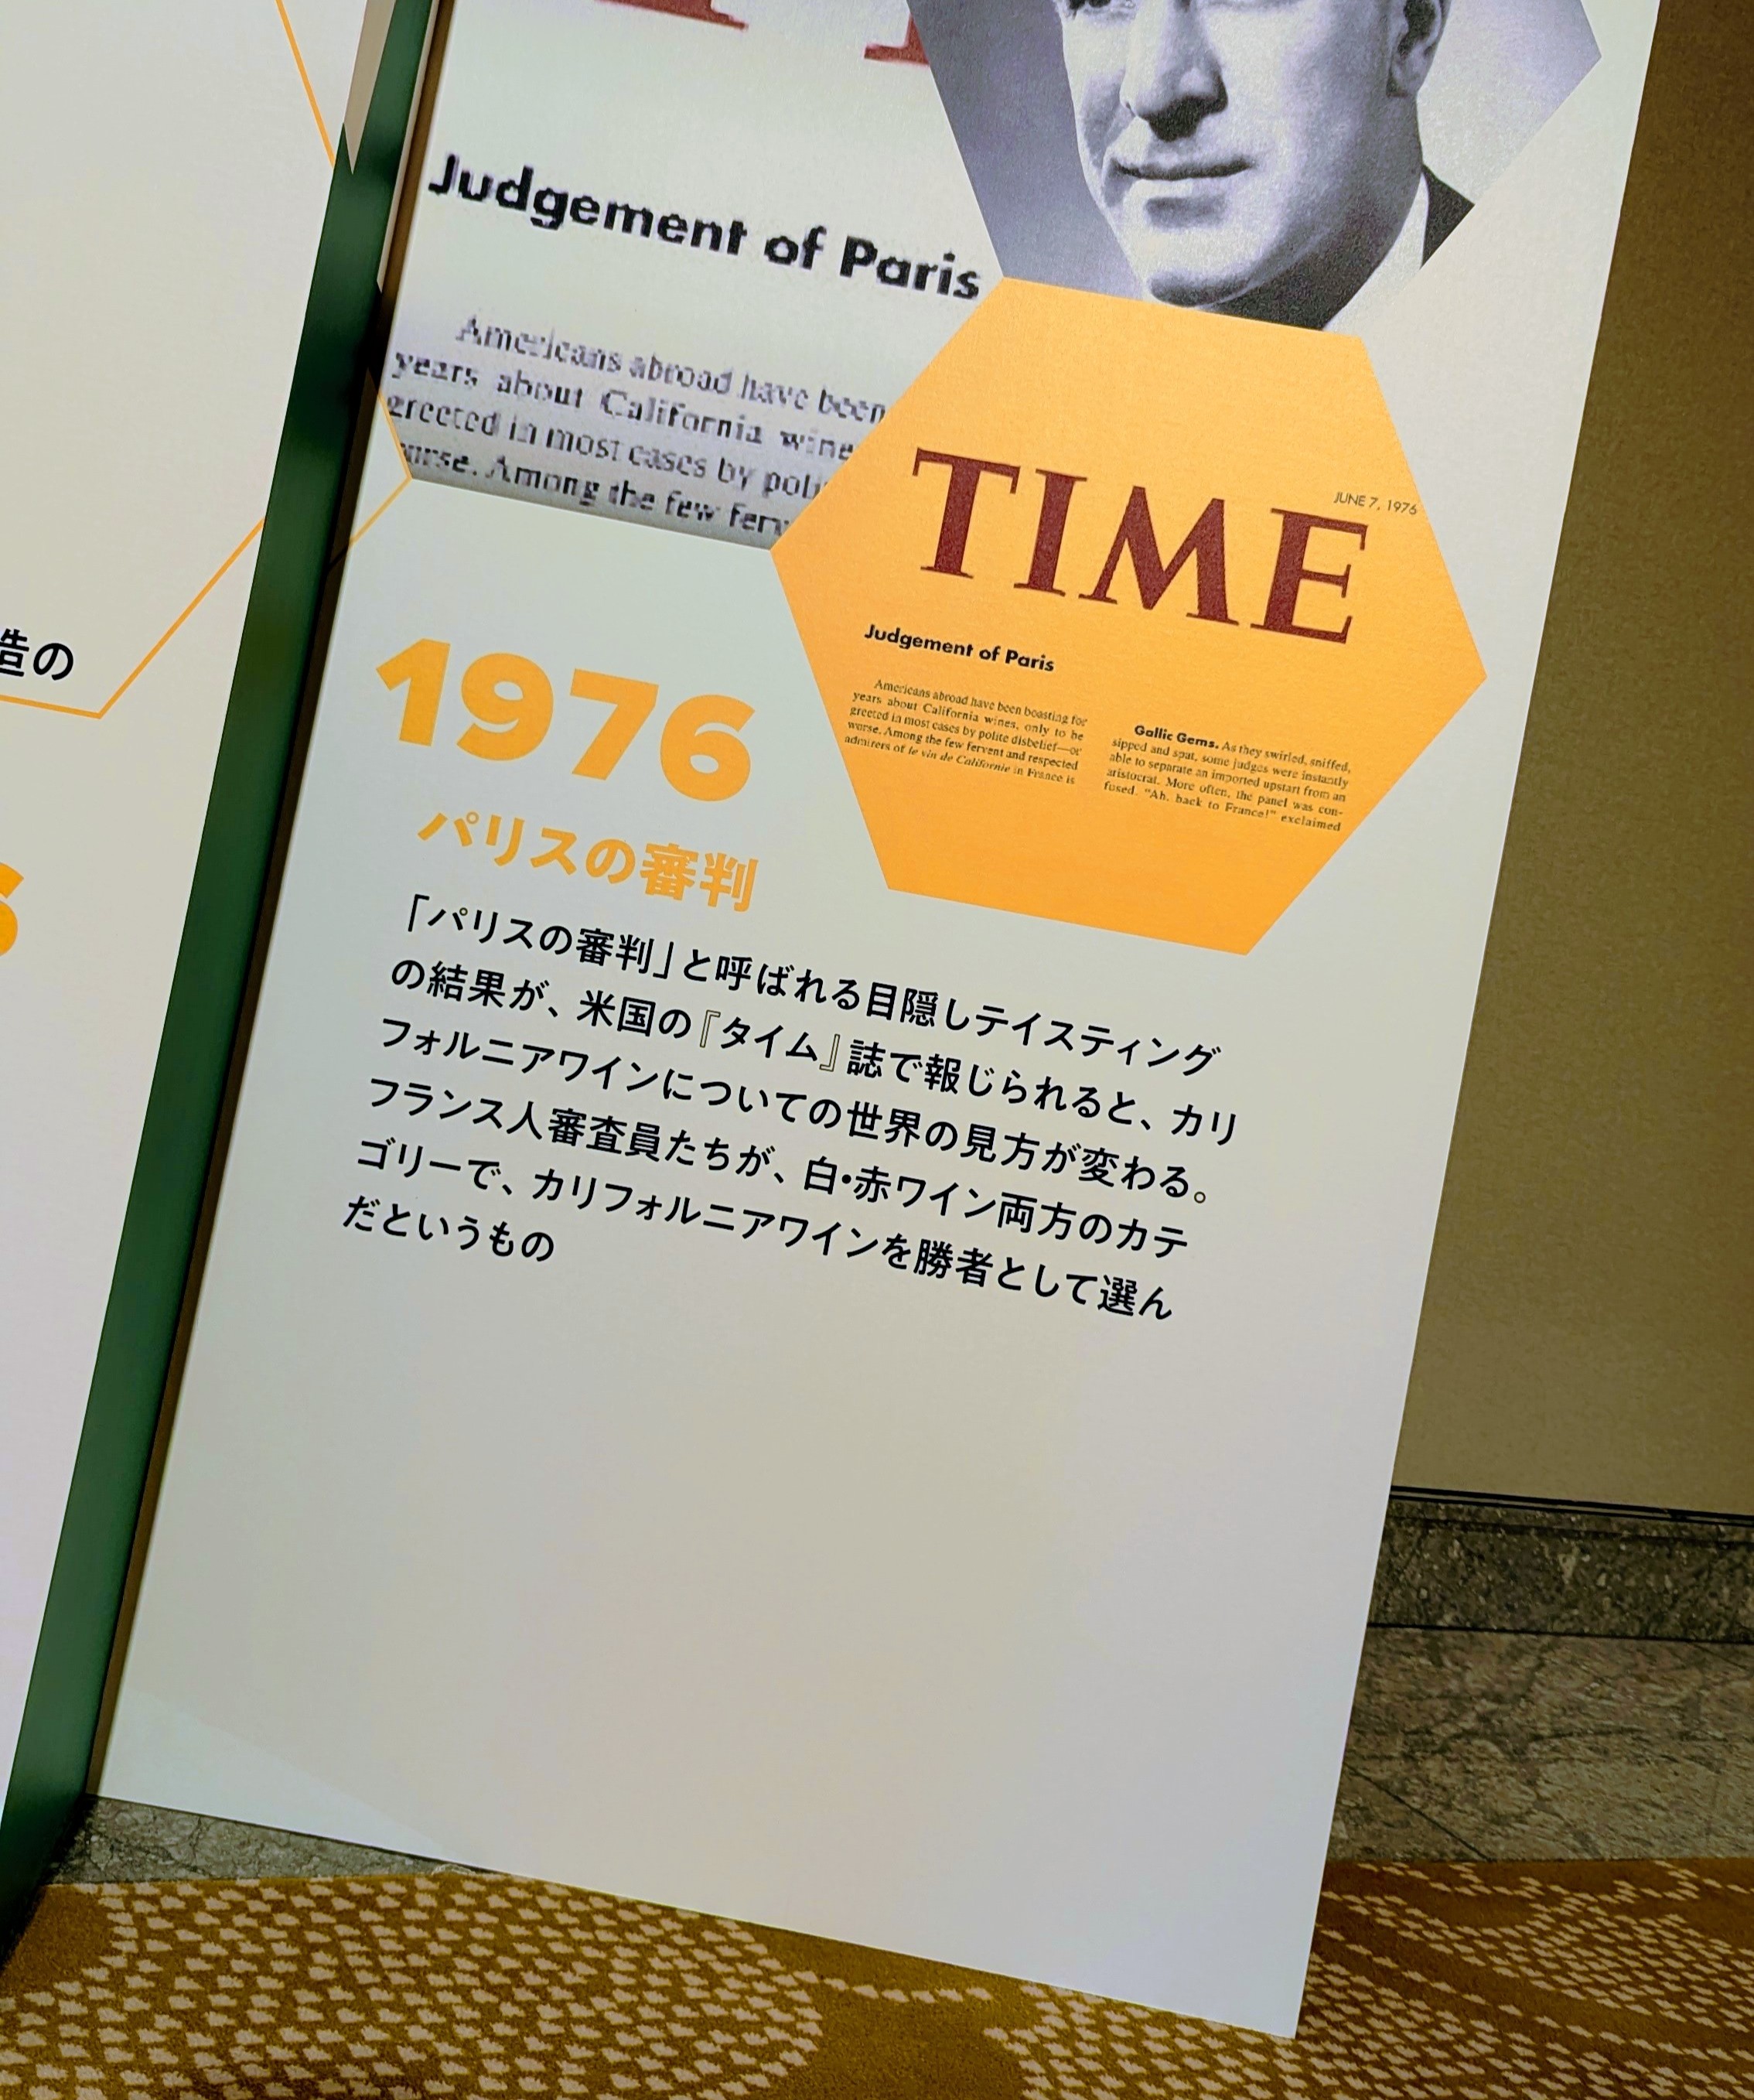 Judgement of Paris
Americans abroad have been
years about California wine
greeted in most cases by poli
orse. Among the few ferv
TIME
JUNE 7, 1976
Judgement of Paris
Americans abroad have been boasting for
years about California wines, only to be
greeted in most cases by polite disbelief—or
worse. Among the few fervent and respected
admirers of le vin de Californie in France is
Gallic Gems. As they swirled, sniffed,
sipped and spat, some judges were instantly
able to separate an imported upstart from an
aristocrat. More often, the panel was con-
fused. "Ah, back to France!" exclaimed
造の
1976
パリスの審判
「パリスの審判」と呼ばれる目隠しテイスティング
の結果が、米国の『タイム』誌で報じられると、カリ
フォルニアワインについての世界の見方が変わる。
フランス人審査員たちが、白・赤ワイン両方のカテ
ゴリーで、カリフォルニアワインを勝者として選ん
だというもの